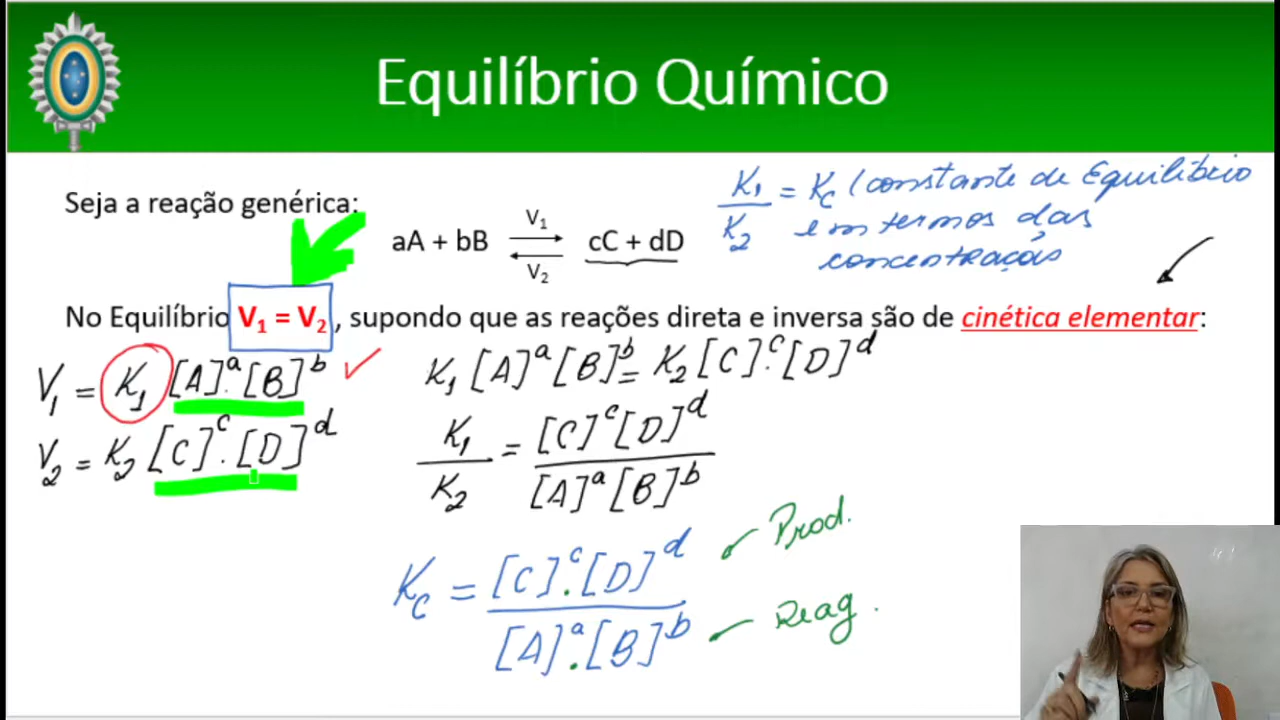 Equilíbrio Químico
Seja a reação genérica:
aA + bB V₁ V₂ cC + dD
K₁/K₂ = Kc (constante de Equilíbrio
em termos das
concentração
No Equilíbrio V₁ = V₂ , supondo que as reações direta e inversa são de cinética elementar:
V₁ = K₁ [A]ᵃ.[B]ᵇ
V₂ = K₂ [C]ᶜ.[D]ᵈ
K₁ [A]ᵃ [B]ᵇ = K₂ [C]ᶜ.[D]ᵈ
K₁/K₂ = [C]ᶜ [D]ᵈ / [A]ᵃ [B]ᵇ
Kc = [C]ᶜ.[D]ᵈ / [A]ᵃ.[B]ᵇ
Prod.
Reag.